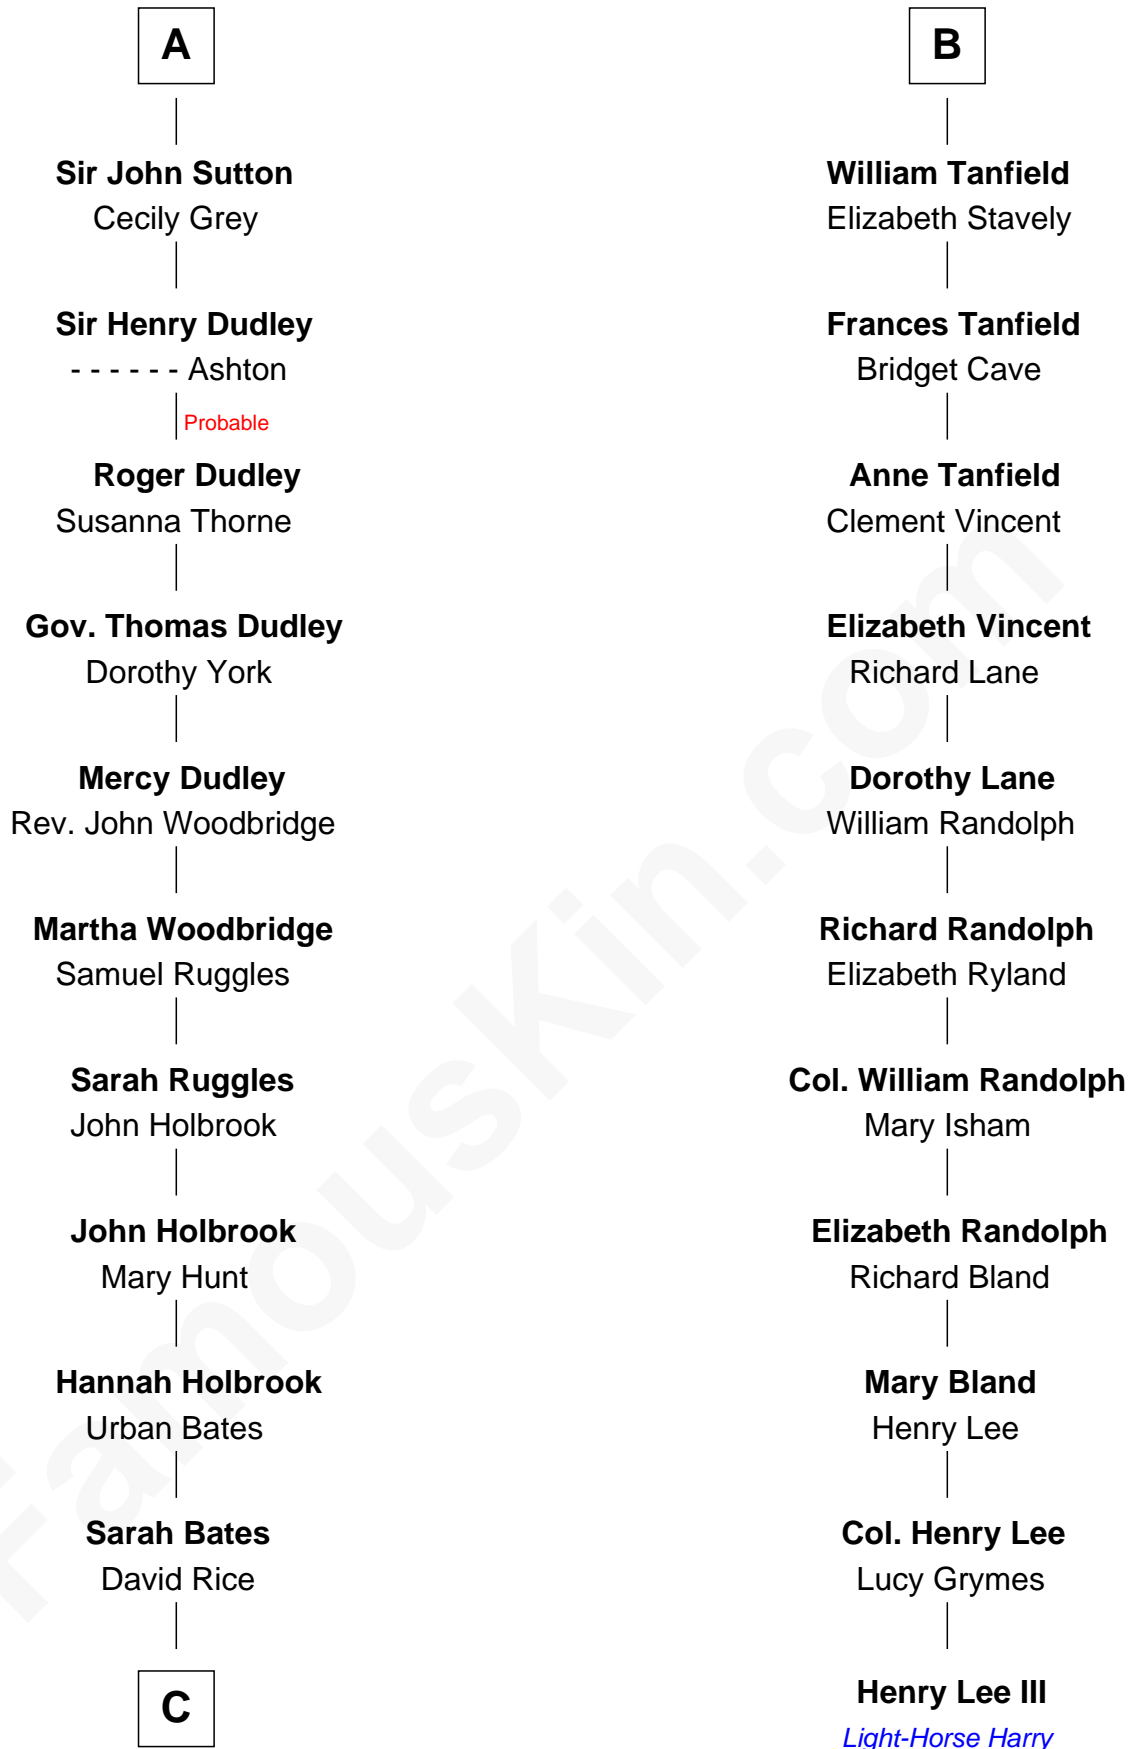 A
Sir John Sutton
Cecily Grey
Sir Henry Dudley
- - - - - - Ashton
Probable
Roger Dudley
Susanna Thorne
Gov. Thomas Dudley
Dorothy York
Mercy Dudley
Rev. John Woodbridge
Martha Woodbridge
Samuel Ruggles
Sarah Ruggles
John Holbrook
John Holbrook
Mary Hunt
Hannah Holbrook
Urban Bates
Sarah Bates
David Rice
C
B
William Tanfield
Elizabeth Stavely
Frances Tanfield
Bridget Cave
Anne Tanfield
Clement Vincent
Elizabeth Vincent
Richard Lane
Dorothy Lane
William Randolph
Richard Randolph
Elizabeth Ryland
Col. William Randolph
Mary Isham
Elizabeth Randolph
Richard Bland
Mary Bland
Henry Lee
Col. Henry Lee
Lucy Grymes
Henry Lee III
Light-Horse Harry
FamousKin.com